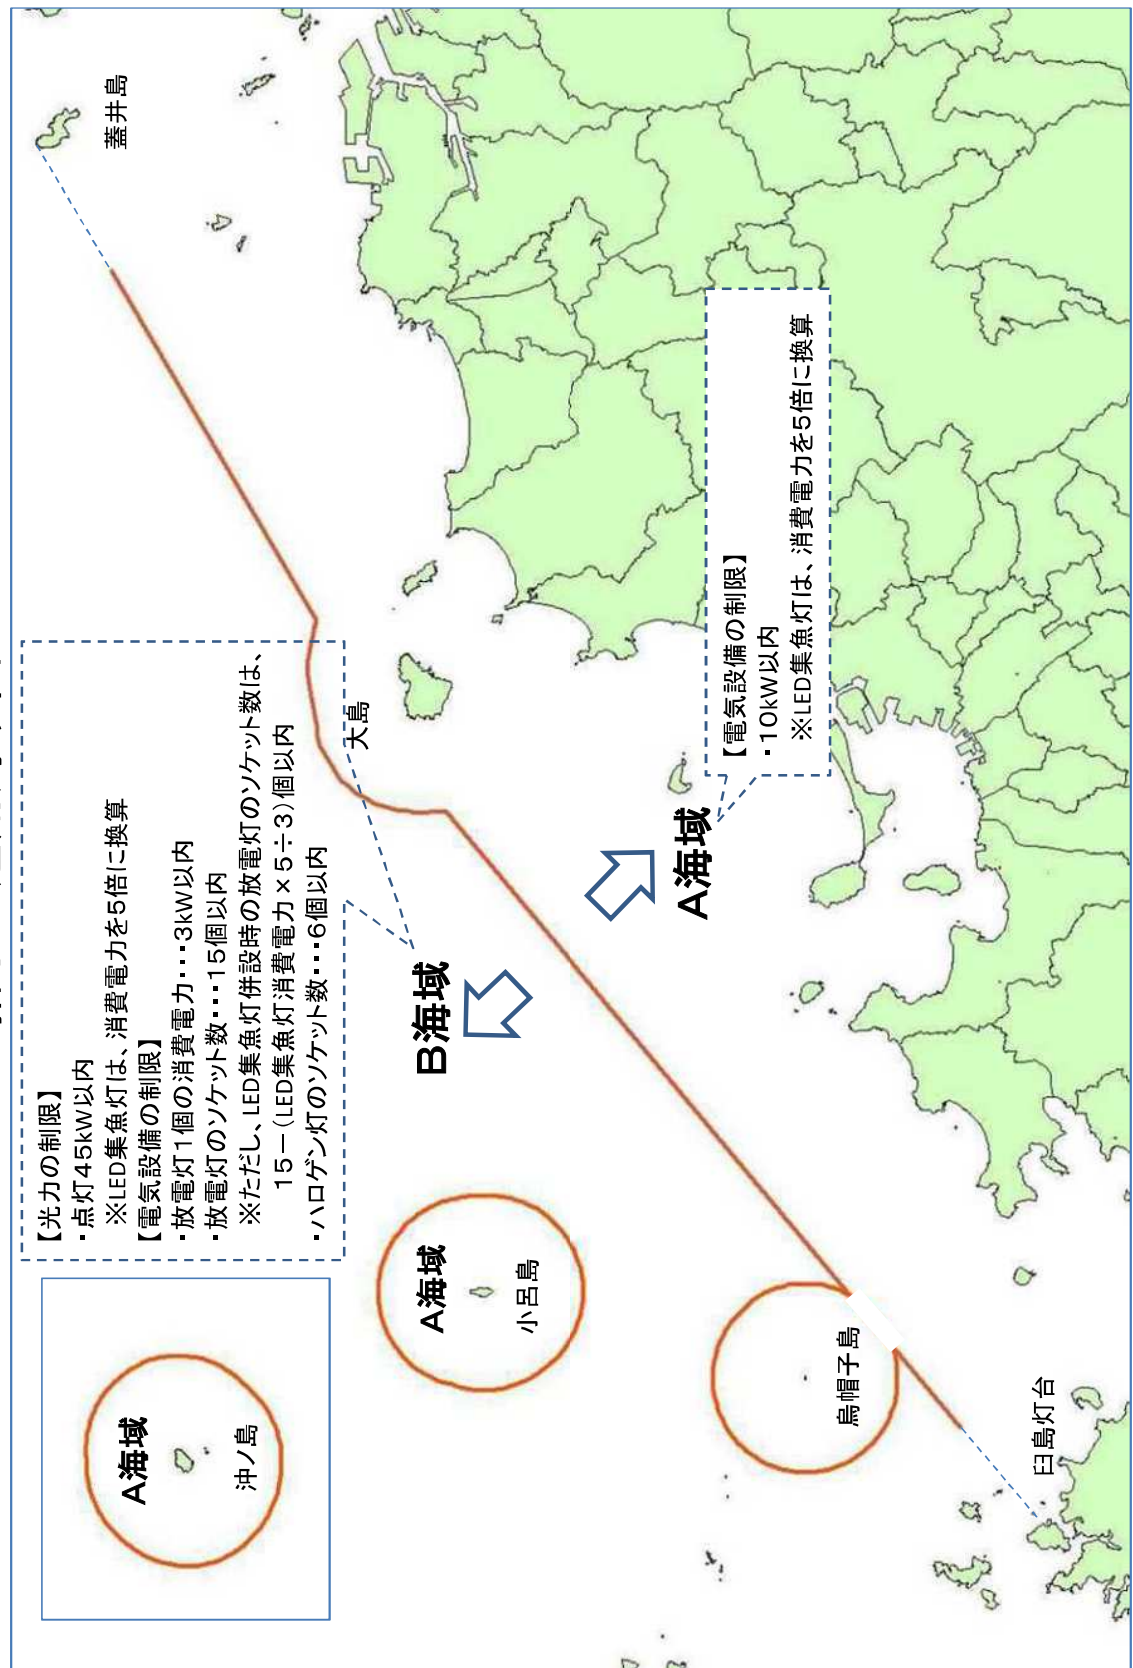 【光力の制限】
・点灯45kW以内
※LED集魚灯は、消費電力を5倍に換算
【電気設備の制限】
・放電灯1個の消費電力・・・3kW以内
・放電灯のソケット数・・・15個以内
※ただし、LED集魚灯併設時の放電灯のソケット数は、
15－(LED集魚灯消費電力×5÷3)個以内
・ハロゲン灯のソケット数・・・6個以内
蓋井島
大島
A海域
沖ノ島
A海域
小呂島
B海域
A海域
【電気設備の制限】
・10kW以内
※LED集魚灯は、消費電力を5倍に換算
烏帽子島
臼島灯台